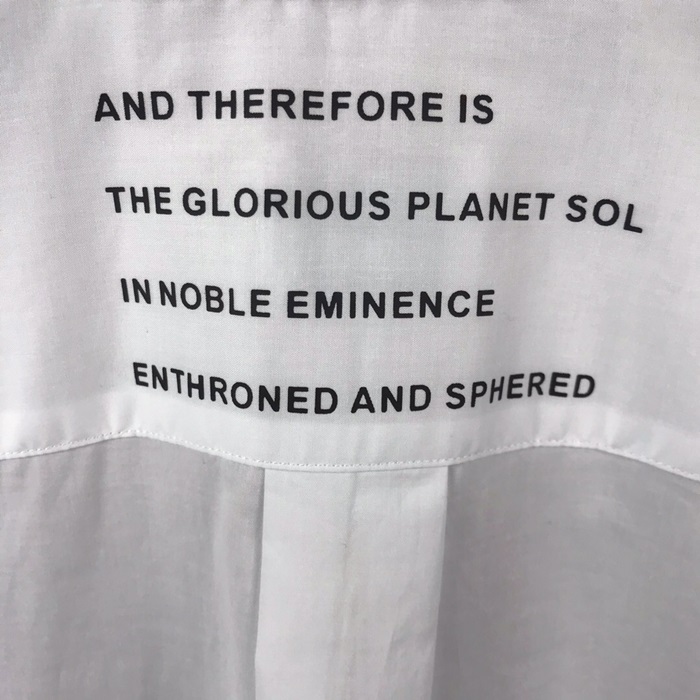 AND THEREFORE IS
THE GLORIOUS PLANET SOL
IN NOBLE EMINENCE
ENTHRONED AND SPHERED